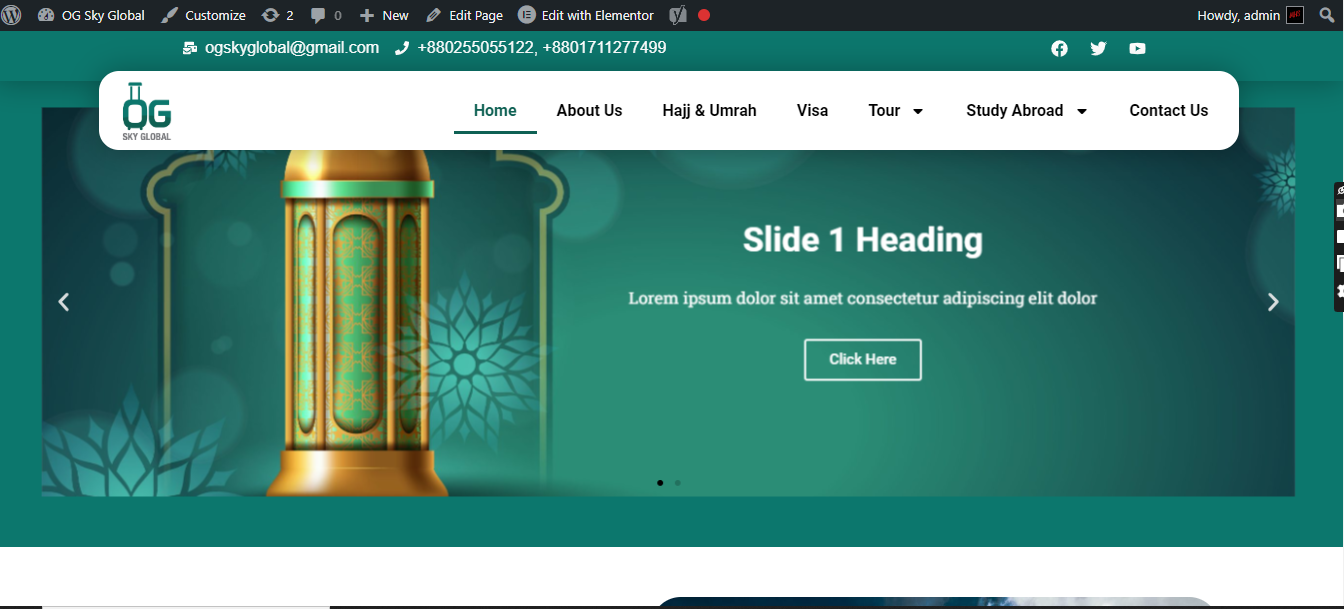 OG Sky Global Customize 2 0 New Edit Page Edit with Elementor Howdy, admin
ogskyglobal@gmail.com +880255055122, +8801711277499
OG
SKY GLOBAL
Home About Us Hajj & Umrah Visa Tour Study Abroad Contact Us
Slide 1 Heading
Lorem ipsum dolor sit amet consectetur adipiscing elit dolor
Click Here